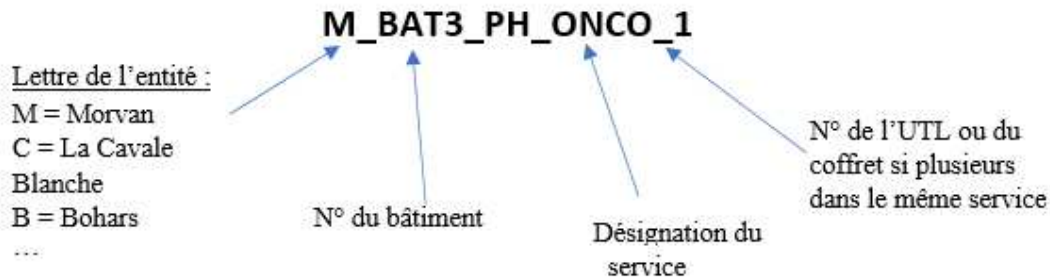 M_BAT3_PH_ONCO_1
Lettre de l’entité :
M = Morvan
C = La Cavale
Blanche
B = Bohars
…
N° du bâtiment
Désignation du
service
N° de l’UTL ou du
coffret si plusieurs
dans le même service